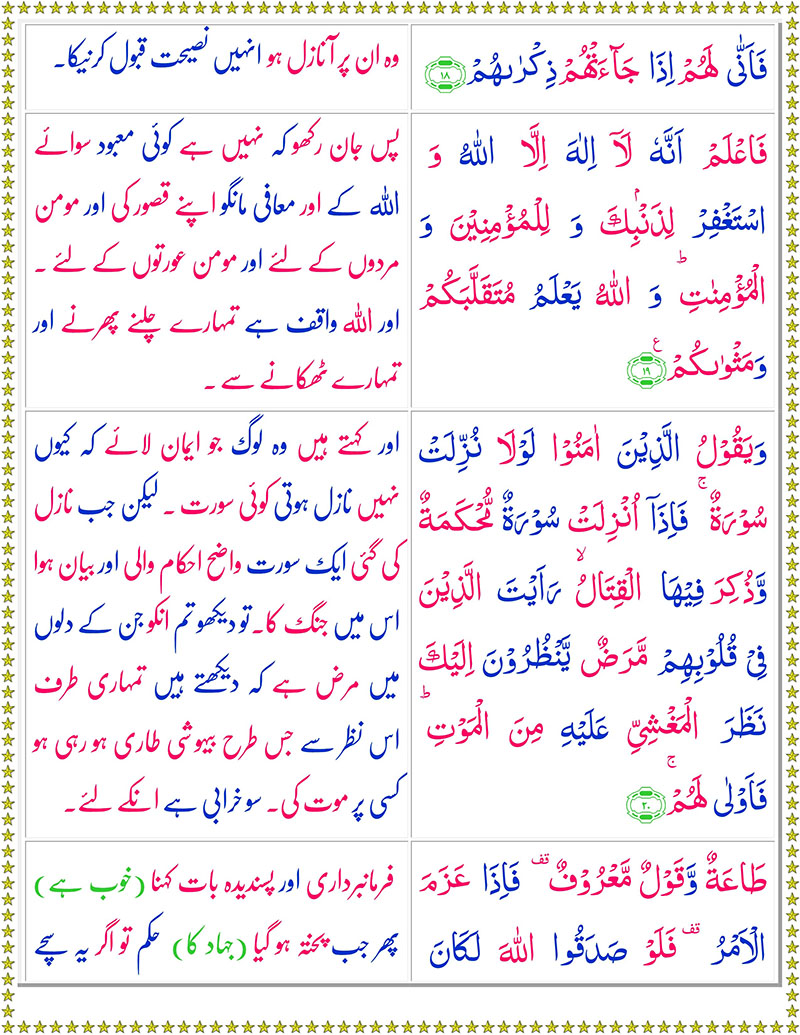 فَاَنّٰى لَهُمْ اِذَا جَآءَتْهُمْ ذِكْرٰىهُمْ ﴿۱۸﴾
وہ ان پر آ نازل ہو انہیں نصیحت قبول کرنیکا۔
فَاعْلَمْ اَنَّهٗ لَآ اِلٰهَ اِلَّا اللّٰهُ وَ
اسْتَغْفِرْ لِذَنْۢبِكَ وَ لِلْمُؤْمِنِيْنَ وَ
الْمُؤْمِنٰتِ ؕ وَ اللّٰهُ يَعْلَمُ مُتَقَلَّبَكُمْ
وَمَثْوٰىكُمْ ع ﴿۱۹﴾
پس جان رکھو کہ نہیں ہے کوئی معبود سوائے
اللہ کے اور معافی مانگو اپنے قصور کی اور مومن
مردوں کے لئے اور مومن عورتوں کے لئے ۔
اور اللہ واقف ہے تمہارے چلنے پھرنے اور
تمہارے ٹھکانے سے ۔
وَيَقُوْلُ الَّذِيْنَ اٰمَنُوْا لَوْلَا نُزِّلَتْ
سُوْرَةٌ ۚ فَاِذَآ اُنْزِلَتْ سُوْرَةٌ مُّحْكَمَةٌ
وَّذُكِرَ فِيْهَا الْقِتَالُ ۙ رَاَيْتَ الَّذِيْنَ
فِىْ قُلُوْبِهِمْ مَّرَضٌ يَّنْظُرُوْنَ اِلَيْكَ
نَظَرَ الْمَغْشِىِّ عَلَيْهِ مِنَ الْمَوْتِ ؕ
فَاَوْلٰى لَهُمْ ۚ ﴿۲۰﴾
اور کہتے ہیں وہ لوگ جو ایمان لائے کہ کیوں
نہیں نازل ہوتی کوئی سورت ۔ لیکن جب نازل
کی گئی ایک سورت واضح احکام والی اور بیان ہوا
اس میں جنگ کا۔ تو دیکھو تم انکو جن کے دلوں
میں مرض ہے کہ دیکھتے ہیں تمہاری طرف
اس نظر سے جس طرح بیہوشی طاری ہو رہی ہو
کسی پر موت کی۔ سو خرابی ہے انکے لئے۔
طَاعَةٌ وَّقَوْلٌ مَّعْرُوْفٌ قف فَاِذَا عَزَمَ
الْاَمْرُ قف فَلَوْ صَدَقُوا اللّٰهَ لَكَانَ
فرمانبرداری اور پسندیدہ بات کہنا (خوب ہے)
پھر جب پختہ ہو گیا (جہاد کا) حکم تو اگر یہ سچے